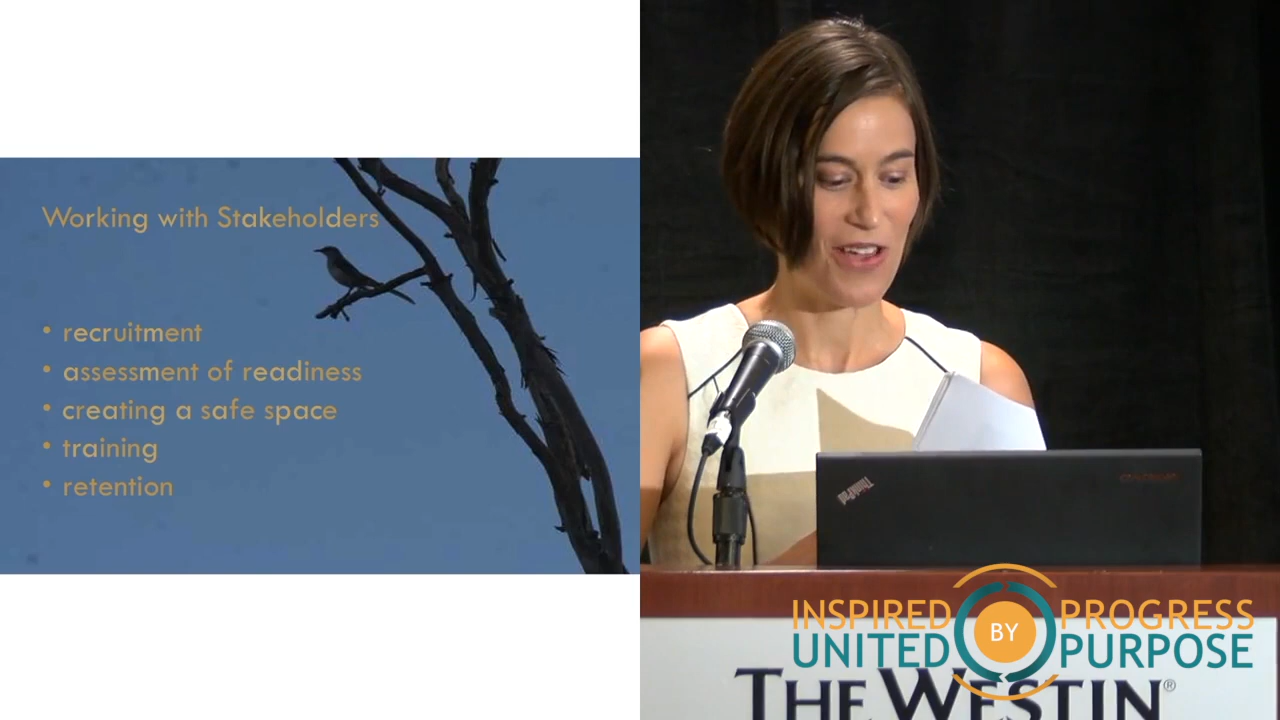 Working with Stakeholders
• recruitment
• assessment of readiness
• creating a safe space
• training
• retention
ThinkPad
INSPIRED BY PROGRESS
UNITED BY PURPOSE
THE WESTIN®